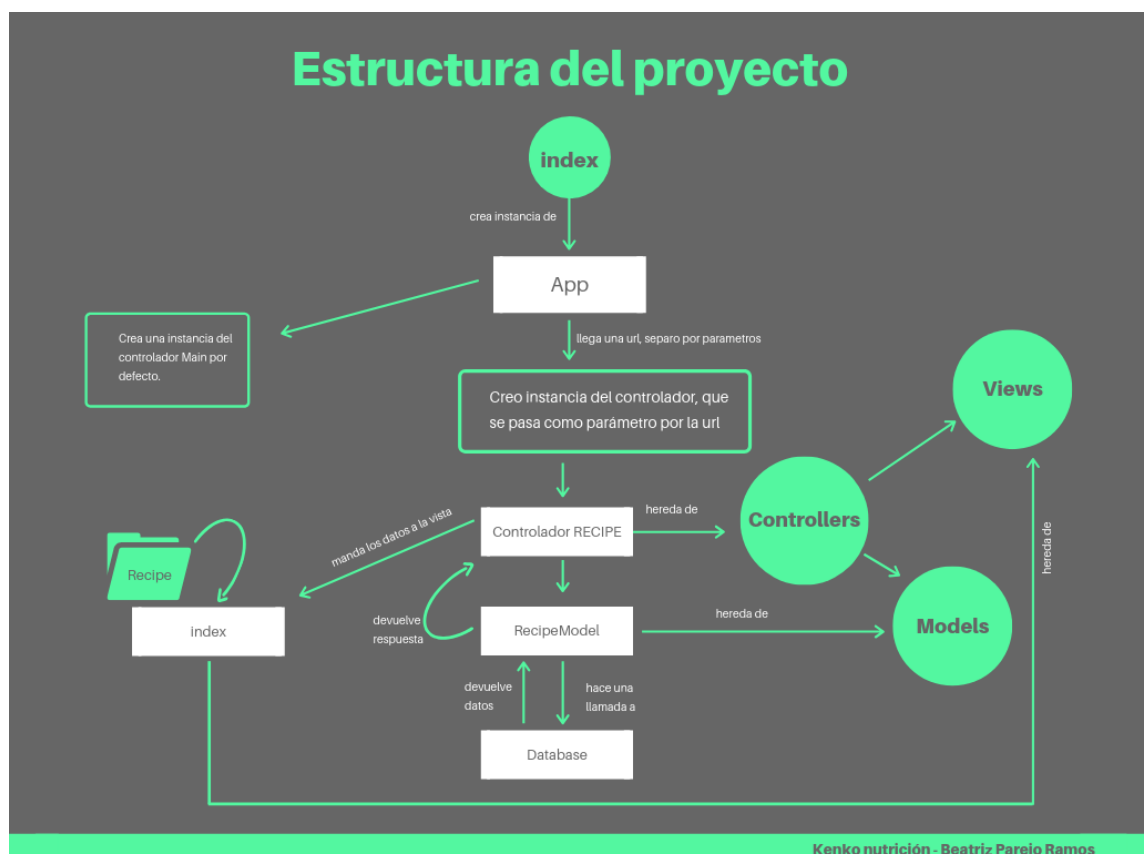 Estructura del proyecto
index
crea instancia de
App
Crea una instancia del
controlador Main por
defecto.
llega una url, separo por parametros
Creo instancia del controlador, que
se pasa como parámetro por la url
Views
Controllers
hereda de
Controlador RECIPE
manda los datos a la vista
Recipe
index
devuelve
respuesta
RecipeModel
hereda de
Models
hereda de
devuelve
datos
hace una
llamada a
Database
Kenko nutrición - Beatriz Parejo Ramos